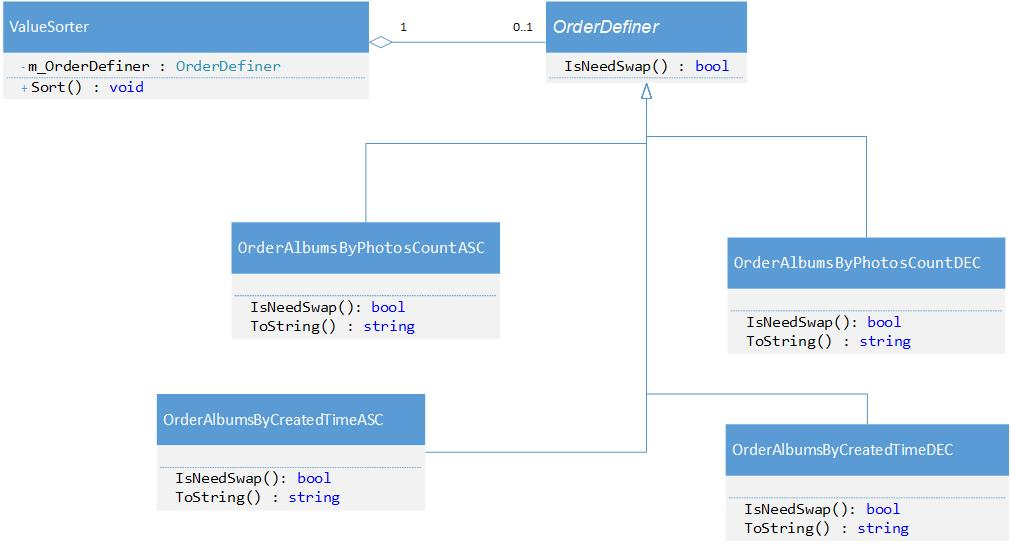 ValueSorter
-m_OrderDefiner : OrderDefiner
+Sort() : void
1
0..1
OrderDefiner
IsNeedSwap() : bool
OrderAlbumsByPhotosCountASC
IsNeedSwap(): bool
ToString() : string
OrderAlbumsByPhotosCountDEC
IsNeedSwap(): bool
ToString() : string
OrderAlbumsByCreatedTimeASC
IsNeedSwap(): bool
ToString() : string
OrderAlbumsByCreatedTimeDEC
IsNeedSwap(): bool
ToString() : string